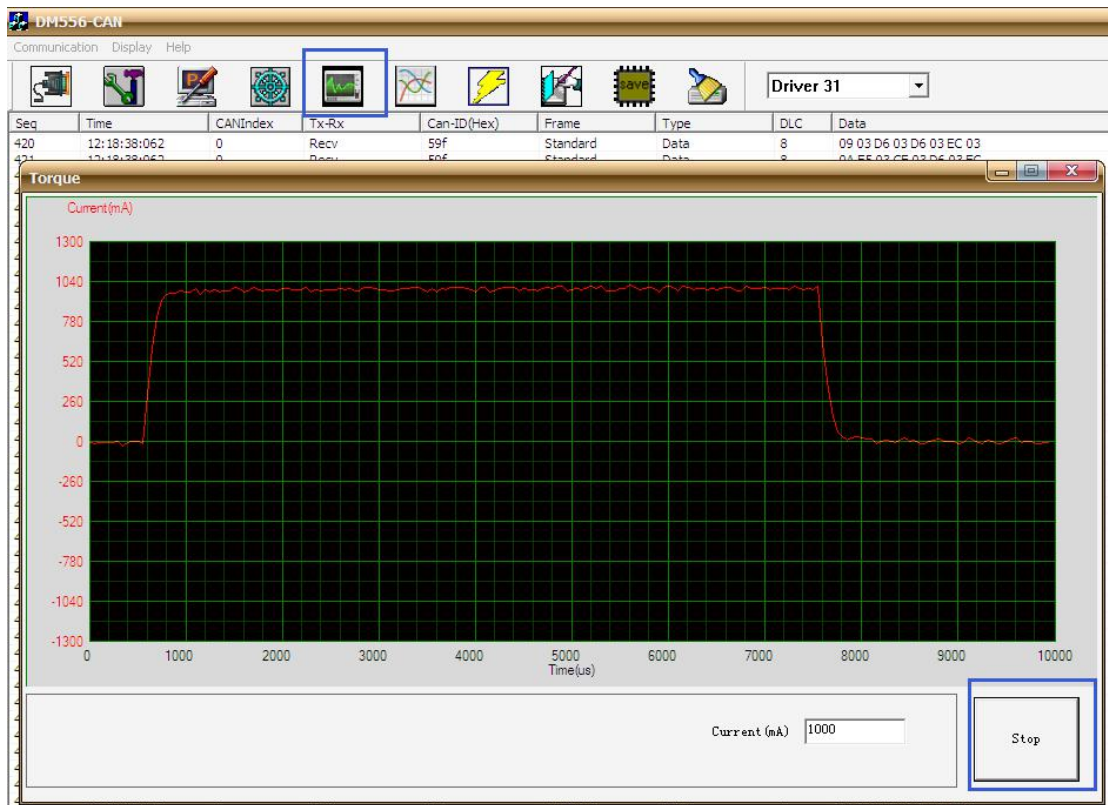 DM556-CAN
Communication Display Help
save Driver 31
Seq Time CANIndex Tx-Rx Can-ID(Hex) Frame Type DLC Data
420 12:18:38:062 0 Recv 59f Standard Data 8 09 03 D6 03 D6 03 EC 03
Torque
Current(mA)
1300
1040
780
520
260
0
-260
-520
-780
-1040
-1300
0 1000 2000 3000 4000 5000 6000 7000 8000 9000 10000
Time(us)
Current(mA) 1000
Stop